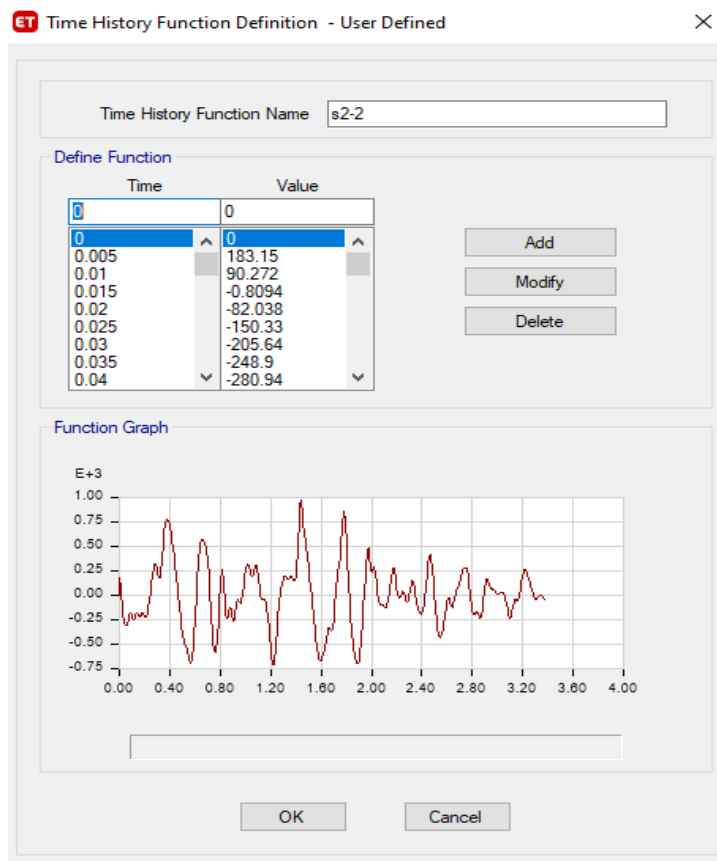 ET Time History Function Definition - User Defined
Time History Function Name s2-2
Define Function
Time Value
0 0
0 0
0.005 183.15
0.01 90.272
0.015 -0.8094
0.02 -82.038
0.025 -150.33
0.03 -205.64
0.035 -248.9
0.04 -280.94
Add
Modify
Delete
Function Graph
E+3
1.00
0.75
0.50
0.25
0.00
-0.25
-0.50
-0.75
0.00 0.40 0.80 1.20 1.60 2.00 2.40 2.80 3.20 3.60 4.00
OK Cancel